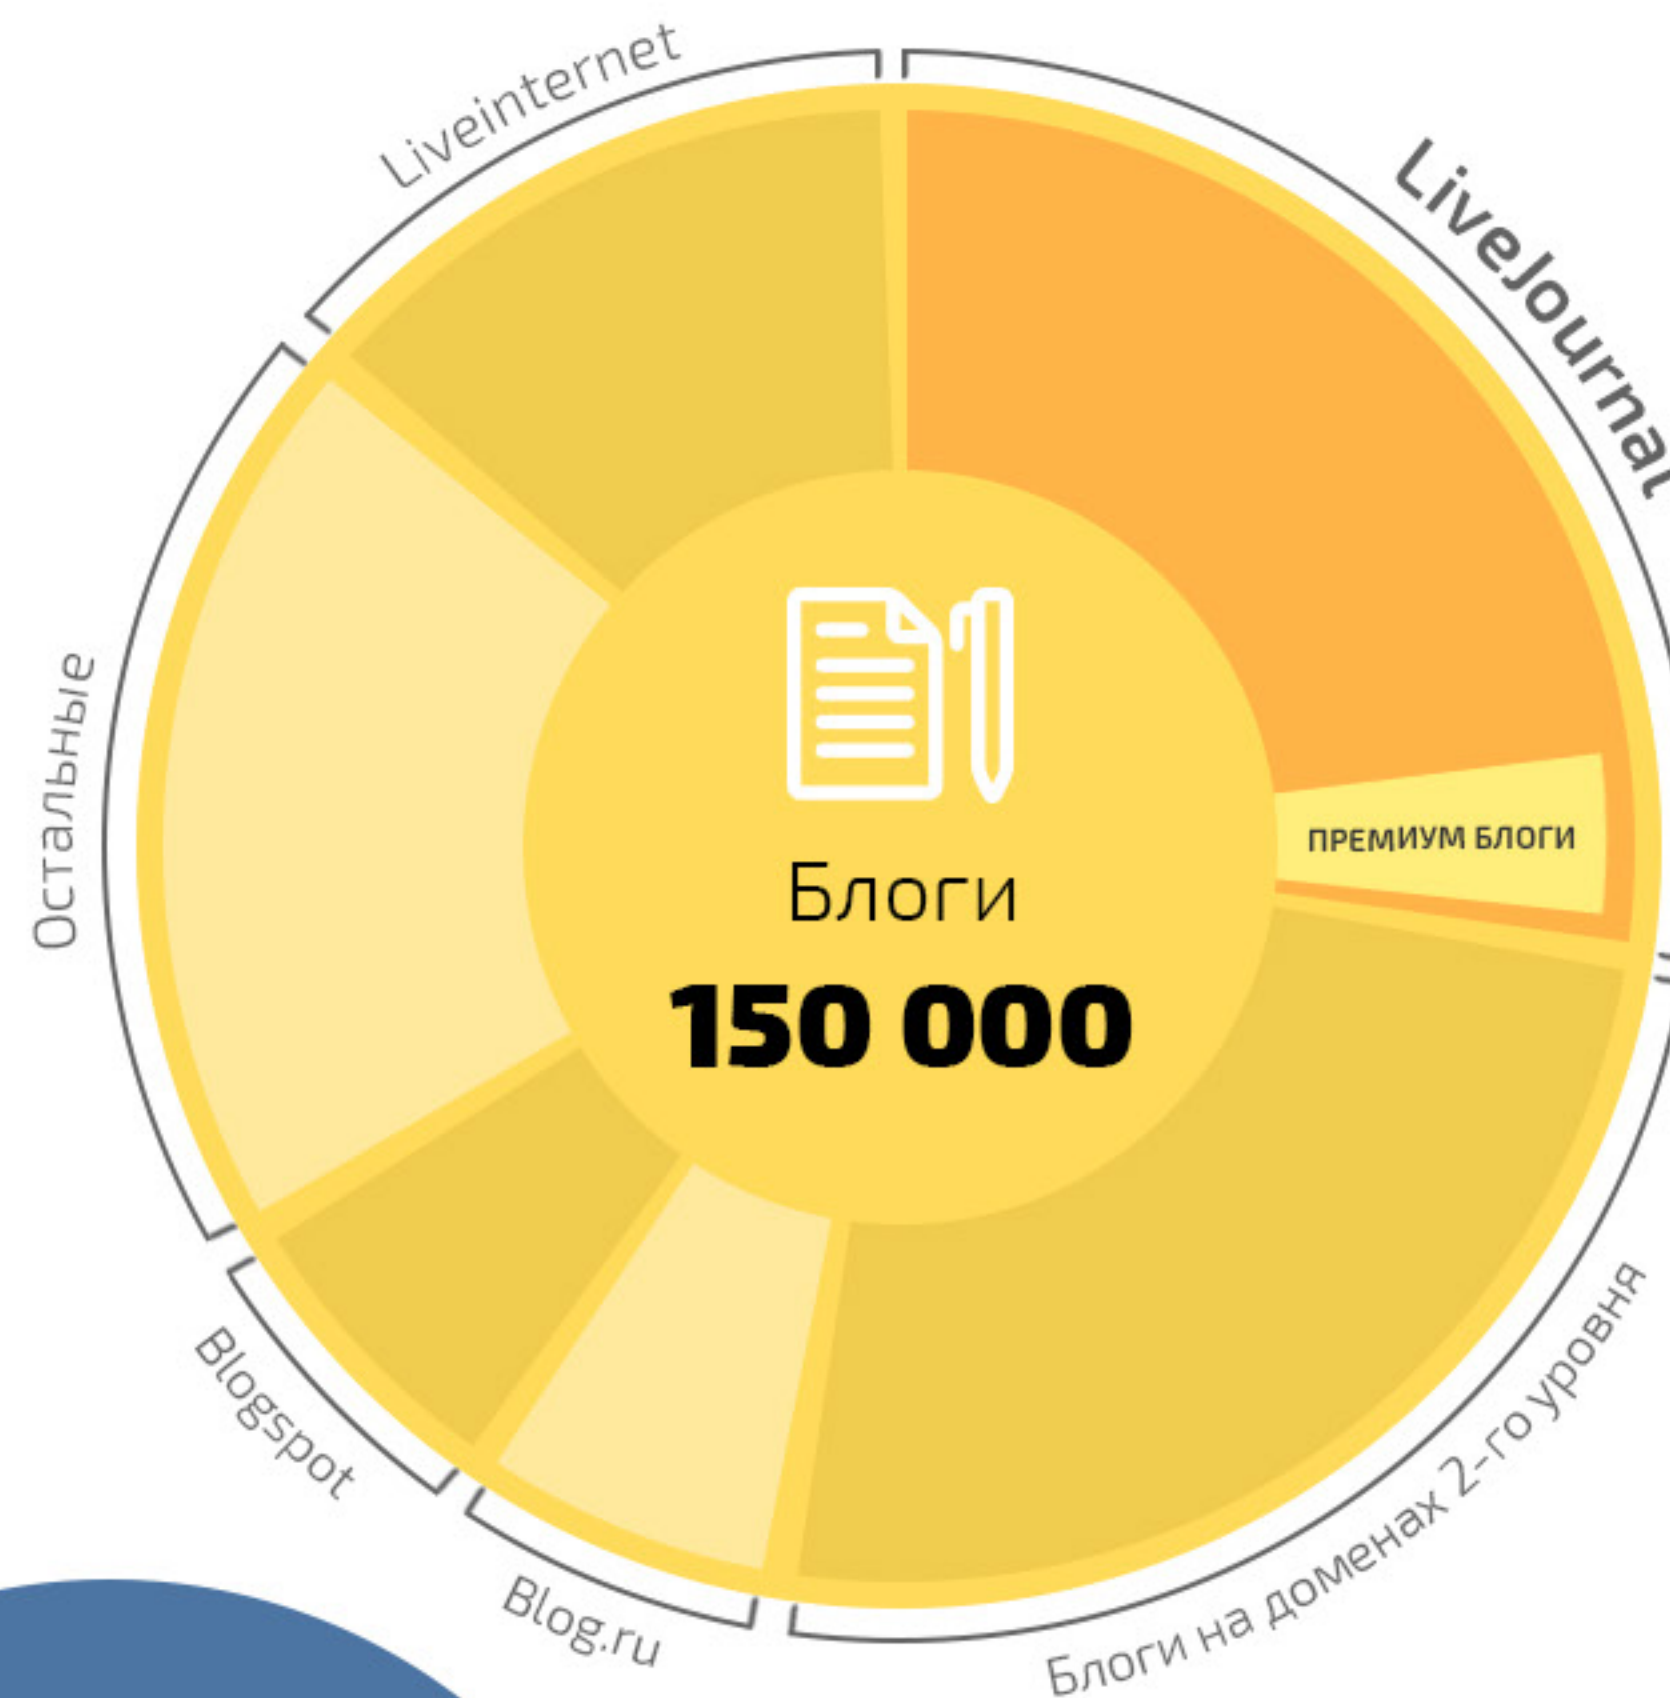 Liveinternet
LiveJournal
Остальные
ПРЕМИУМ БЛОГИ
Блоги
150 000
Blogspot
Blog.ru
Блоги на доменах 2-го уровня